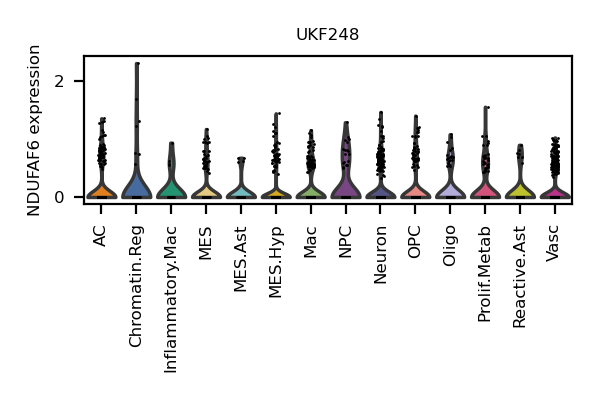 UKF248
NDUFAF6 expression
2
0
AC
Chromatin.Reg
Inflammatory.Mac
MES
MES.Ast
MES.Hyp
Mac
NPC
Neuron
OPC
Oligo
Prolif.Metab
Reactive.Ast
Vasc